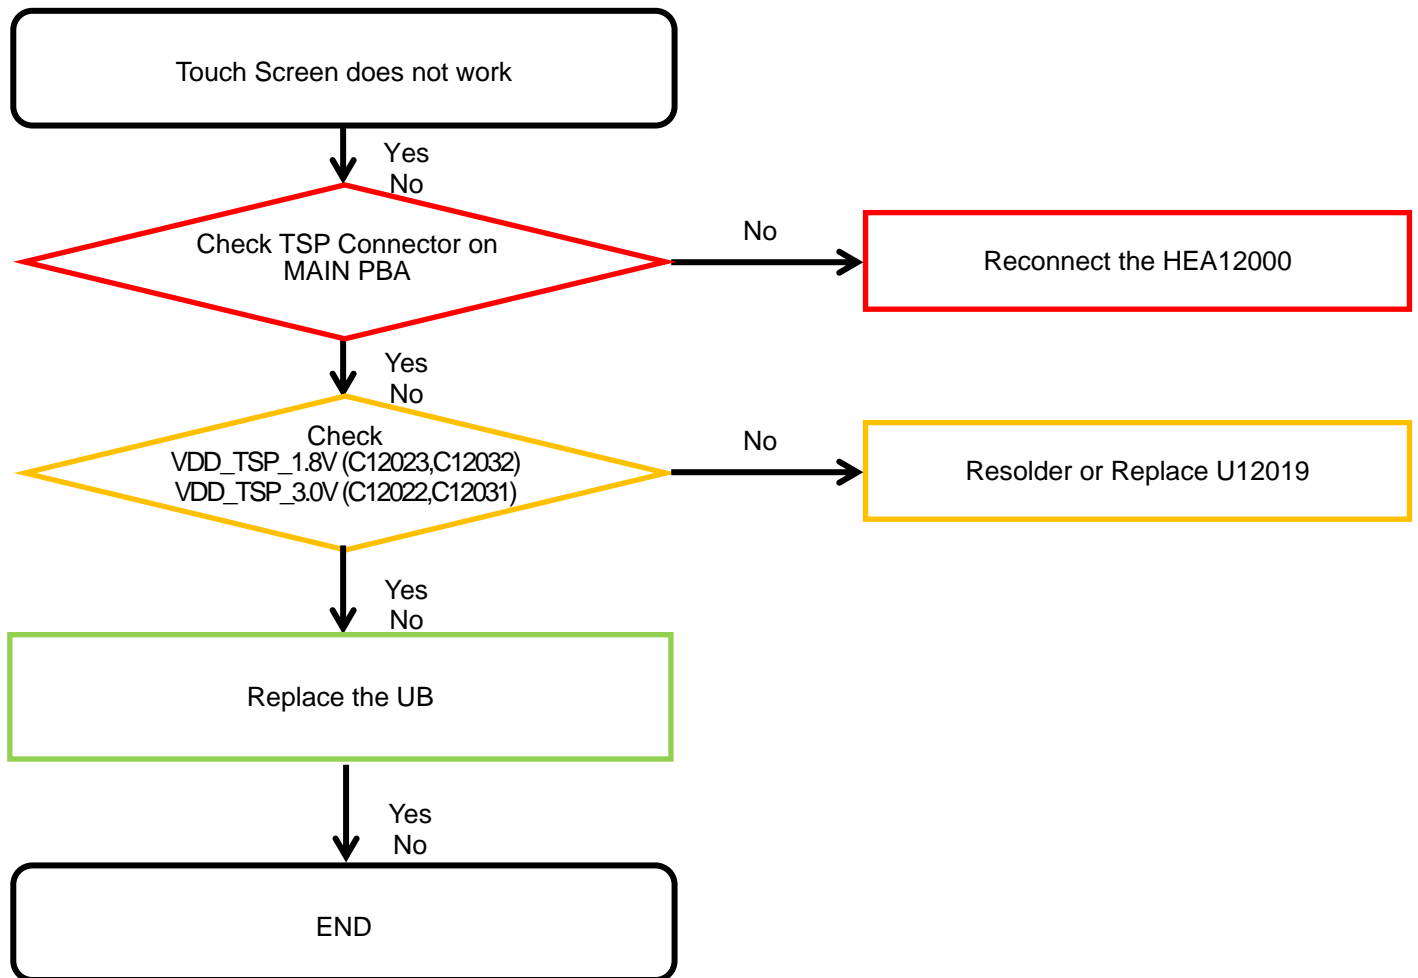 Touch Screen does not work
Yes
No
Check TSP Connector on
MAIN PBA
No
Reconnect the HEA12000
Yes
No
Check
VDD_TSP_1.8V (C12023,C12032)
VDD_TSP_3.0V (C12022,C12031)
No
Resolder or Replace U12019
Yes
No
Replace the UB
Yes
No
END